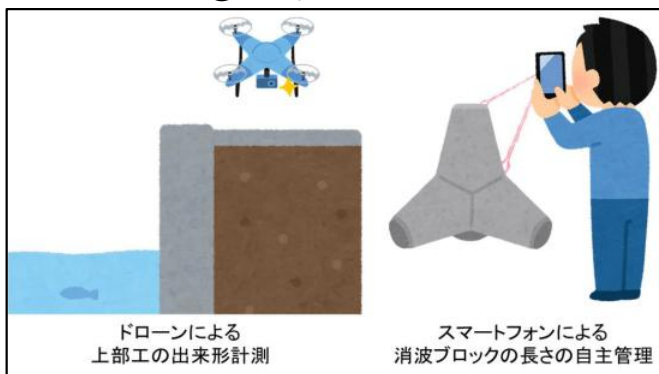 ドローンによる
上部工の出来形計測
スマートフォンによる
消波ブロックの長さの自主管理